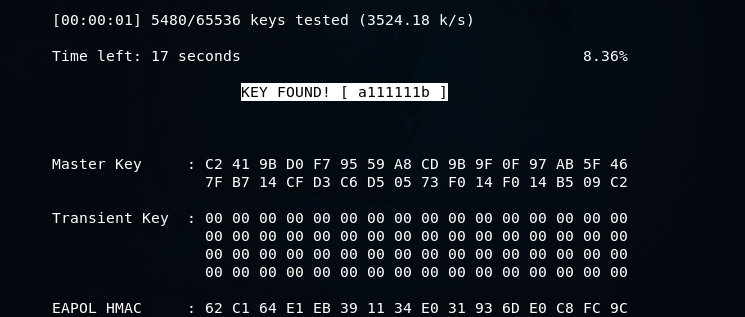 [00:00:01] 5480/65536 keys tested (3524.18 k/s)
Time left: 17 seconds 8.36%
KEY FOUND! [ a111111b ]
Master Key : C2 41 9B D0 F7 95 59 A8 CD 9B 9F 0F 97 AB 5F 46
7F B7 14 CF D3 C6 D5 05 73 F0 14 F0 14 B5 09 C2
Transient Key : 00 00 00 00 00 00 00 00 00 00 00 00 00 00 00 00
00 00 00 00 00 00 00 00 00 00 00 00 00 00 00 00
00 00 00 00 00 00 00 00 00 00 00 00 00 00 00 00
00 00 00 00 00 00 00 00 00 00 00 00 00 00 00 00
EAPOL HMAC : 62 C1 64 E1 EB 39 11 34 E0 31 93 6D E0 C8 FC 9C